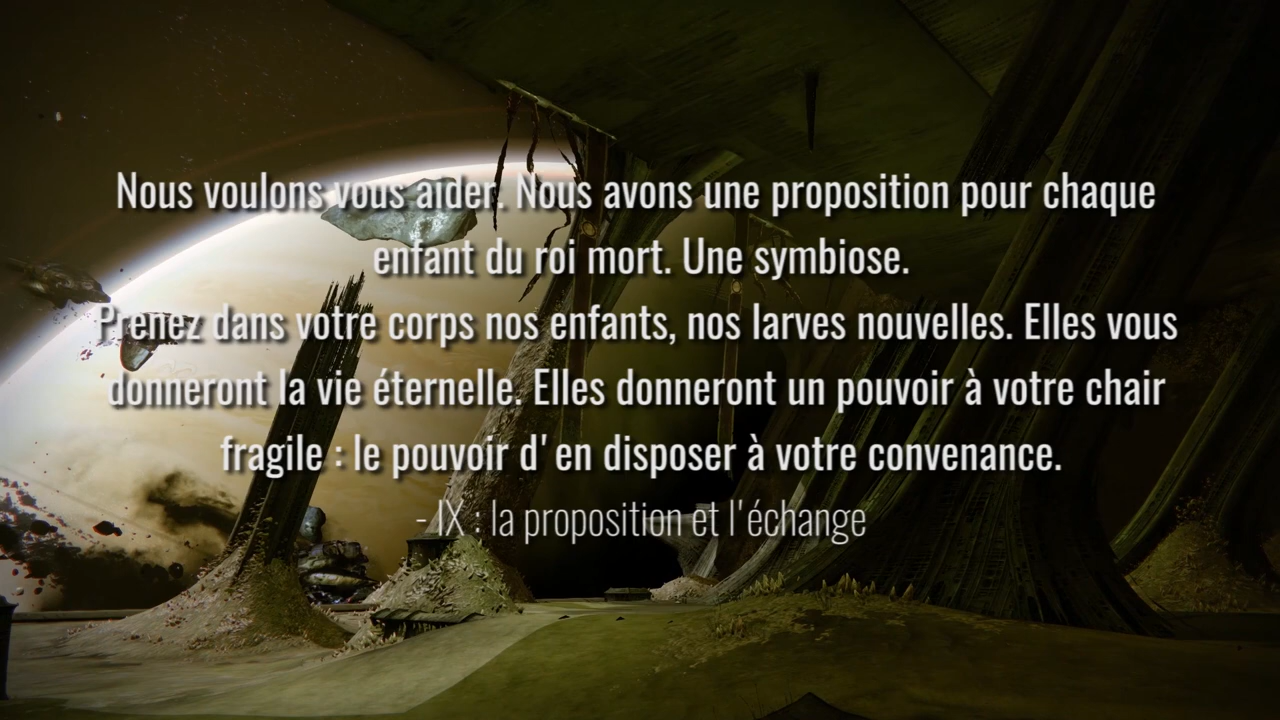 Nous voulons vous aider. Nous avons une proposition pour chaque
enfant du roi mort. Une symbiose.
Prenez dans votre corps nos enfants, nos larves nouvelles. Elles vous
donneront la vie éternelle. Elles donneront un pouvoir à votre chair
fragile : le pouvoir d'en disposer à votre convenance.
- IX : la proposition et l'échange